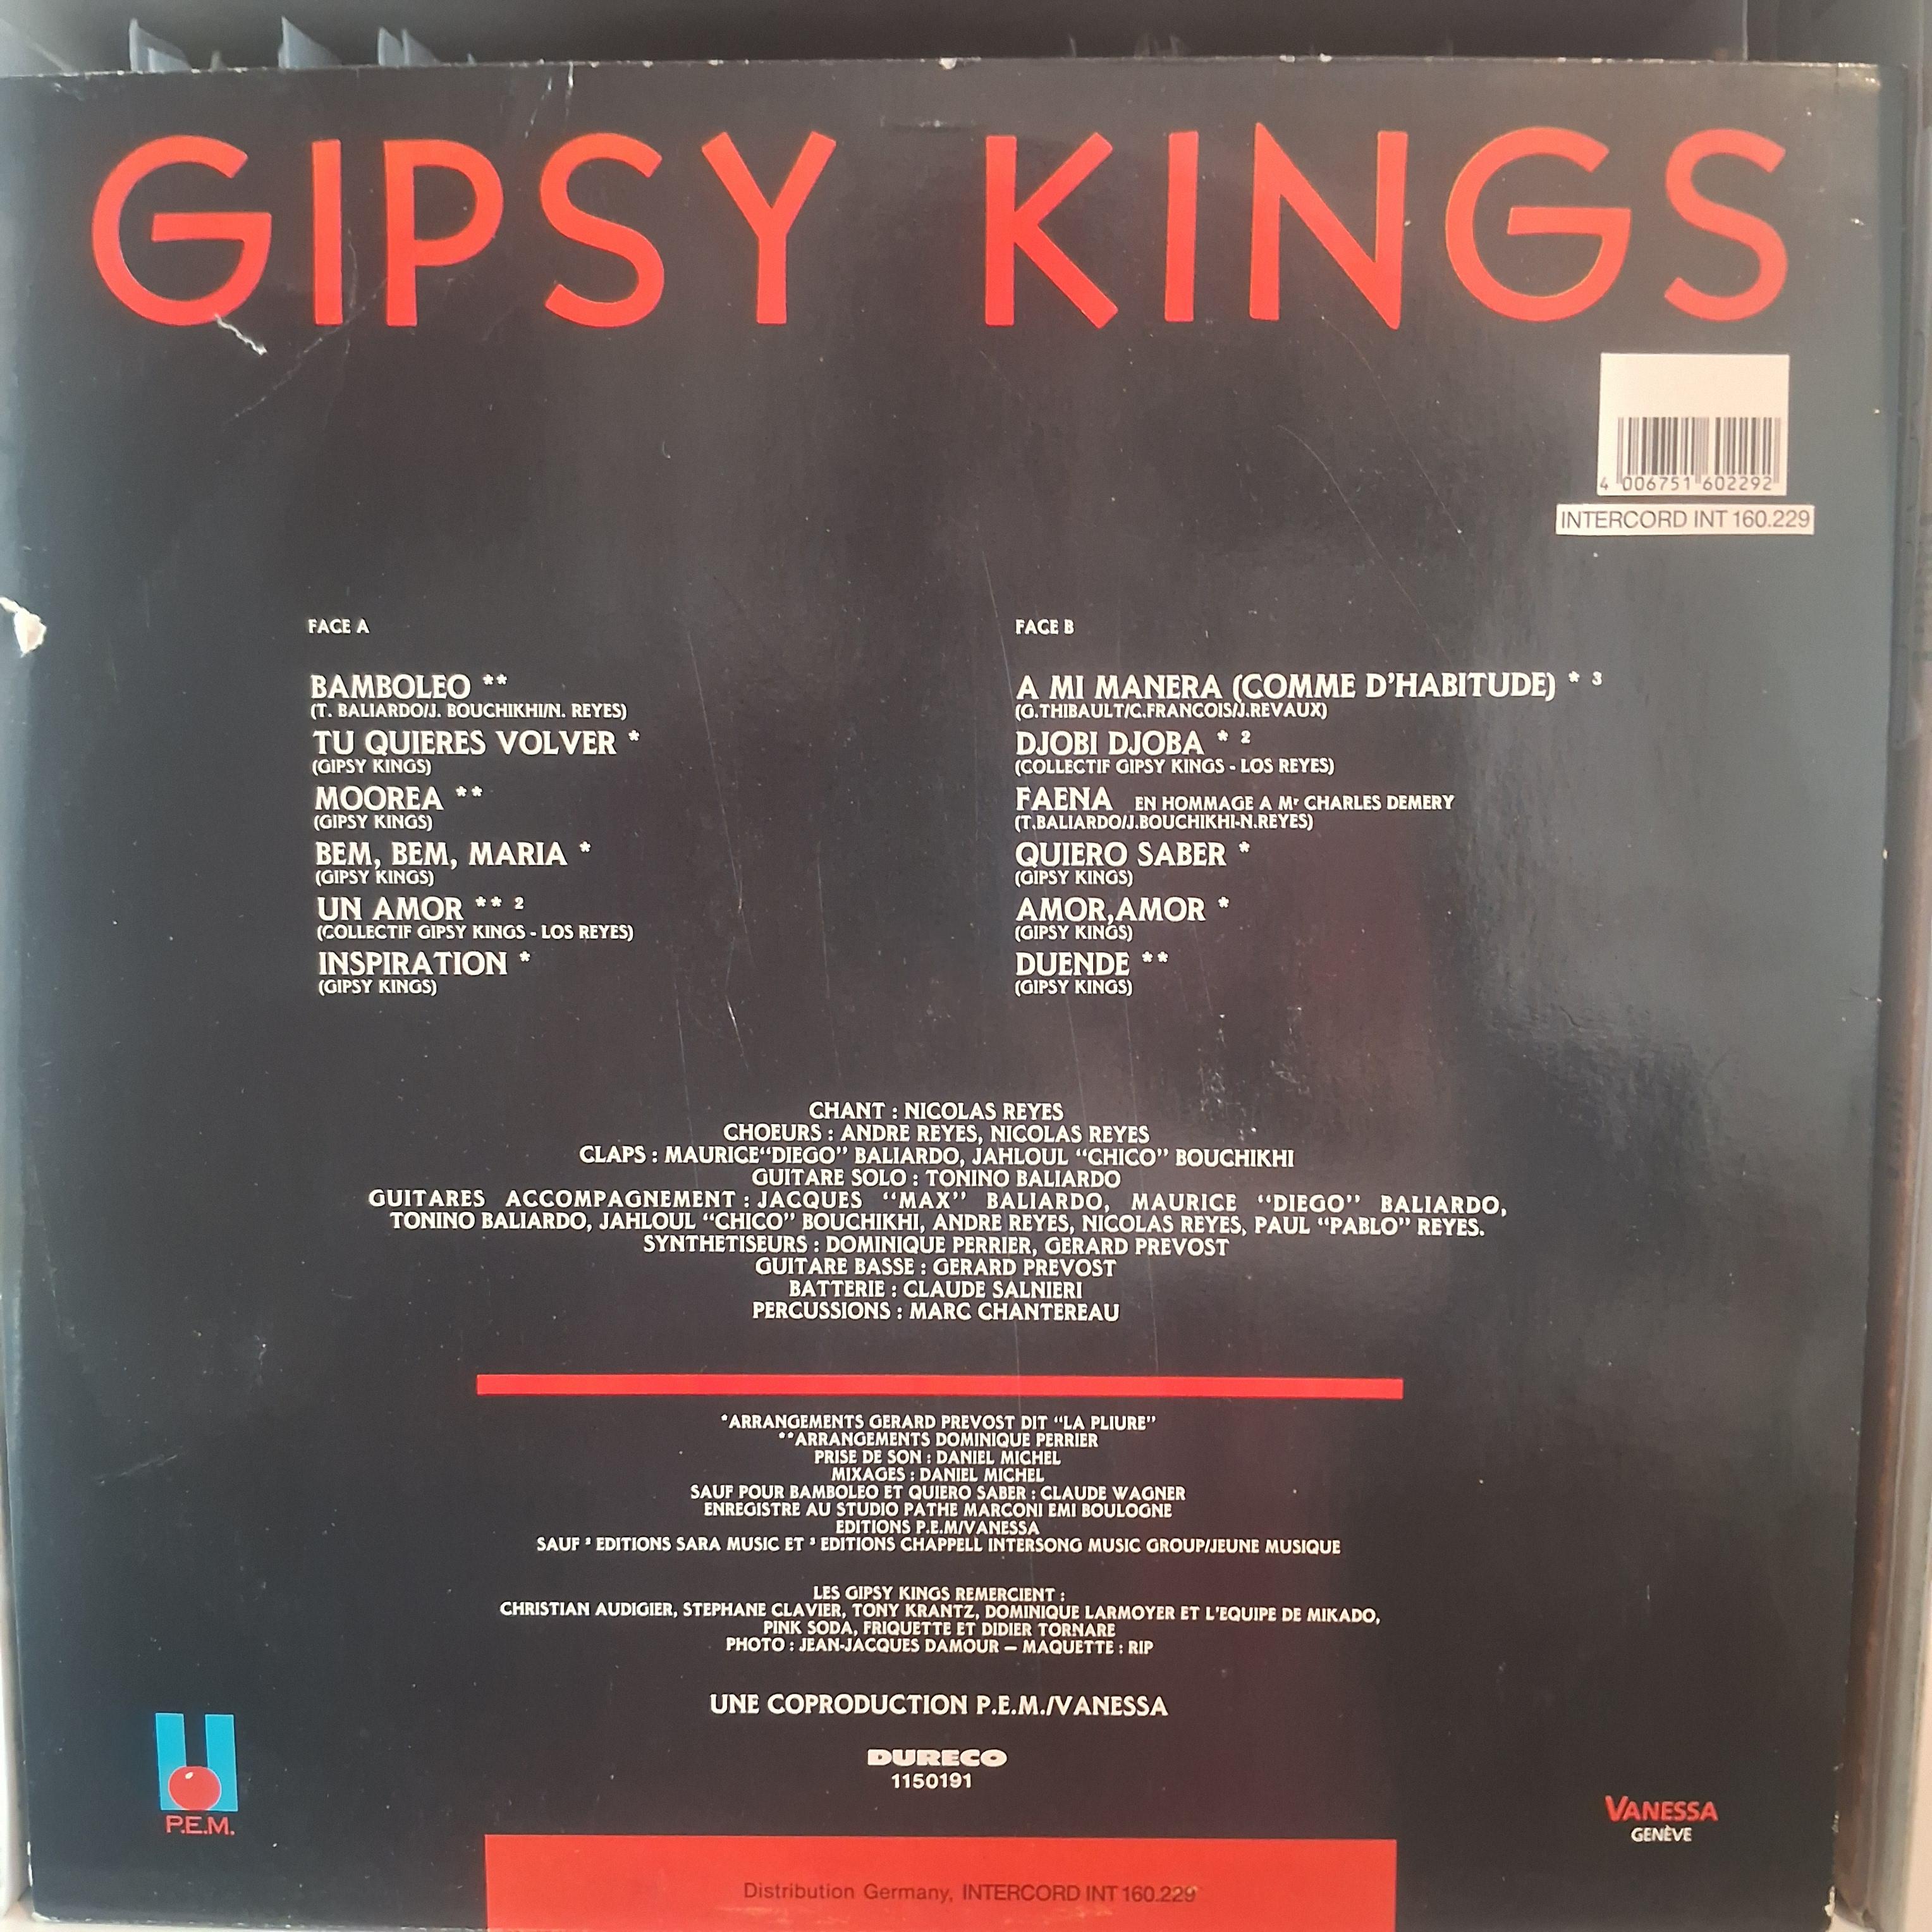 GIPSY KINGS
4 006751 602292
INTERCORD INT 160.229
FACE A
BAMBOLEO **
(T. BALIARDO/J. BOUCHIKHI/N. REYES)
TU QUIERES VOLVER *
(GIPSY KINGS)
MOOREA **
(GIPSY KINGS)
BEM, BEM, MARIA *
(GIPSY KINGS)
UN AMOR ** 2
(COLLECTIF GIPSY KINGS - LOS REYES)
INSPIRATION *
(GIPSY KINGS)
FACE B
A MI MANERA (COMME D'HABITUDE) * 3
(G.THIBAULT/C.FRANCOIS/J.REVAUX)
DJOBI DJOBA * 2
(COLLECTIF GIPSY KINGS - LOS REYES)
FAENA EN HOMMAGE A Mr CHARLES DEMERY
(T.BALIARDO/J.BOUCHIKHI-N.REYES)
QUIERO SABER *
(GIPSY KINGS)
AMOR,AMOR *
(GIPSY KINGS)
DUENDE **
(GIPSY KINGS)
CHANT : NICOLAS REYES
CHOEURS : ANDRE REYES, NICOLAS REYES
CLAPS : MAURICE“DIEGO” BALIARDO, JAHLOUL “CHICO” BOUCHIKHI
GUITARE SOLO : TONINO BALIARDO
GUITARES ACCOMPAGNEMENT : JACQUES “MAX” BALIARDO, MAURICE “DIEGO” BALIARDO,
TONINO BALIARDO, JAHLOUL “CHICO” BOUCHIKHI, ANDRE REYES, NICOLAS REYES, PAUL “PABLO” REYES.
SYNTHETISEURS : DOMINIQUE PERRIER, GERARD PREVOST
GUITARE BASSE : GERARD PREVOST
BATTERIE : CLAUDE SALNIERI
PERCUSSIONS : MARC CHANTEREAU
*ARRANGEMENTS GERARD PREVOST DIT “LA PLIURE”
**ARRANGEMENTS DOMINIQUE PERRIER
PRISE DE SON : DANIEL MICHEL
MIXAGES : DANIEL MICHEL
SAUF POUR BAMBOLEO ET QUIERO SABER : CLAUDE WAGNER
ENREGISTRE AU STUDIO PATHE MARCONI EMI BOULOGNE
EDITIONS P.E.M/VANESSA
SAUF ² EDITIONS SARA MUSIC ET ³ EDITIONS CHAPPELL INTERSONG MUSIC GROUP/JEUNE MUSIQUE
LES GIPSY KINGS REMERCIENT :
CHRISTIAN AUDIGIER, STEPHANE CLAVIER, TONY KRANTZ, DOMINIQUE LARMOYER ET L'EQUIPE DE MIKADO,
PINK SODA, FRIQUETTE ET DIDIER TORNARE
PHOTO : JEAN-JACQUES DAMOUR – MAQUETTE : RIP
UNE COPRODUCTION P.E.M./VANESSA
DURECO
1150191
P.E.M.
VANESSA
GENÈVE
Distribution Germany, INTERCORD INT 160.229